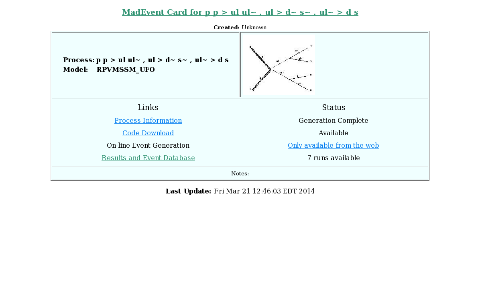 MadEvent Card for p p > ul ul~ , ul > d~ s~ , ul~ > d s
Created: Unknown
Process: p p > ul ul~ , ul > d~ s~ , ul~ > d s
Model: RPVMSSM_UFO
Links
Status
Process Information
Generation Complete
Code Download
Available
On-line Event Generation
Only available from the web
Results and Event Database
7 runs available
Notes:
Last Update: Fri Mar 21 12:46:03 EDT 2014